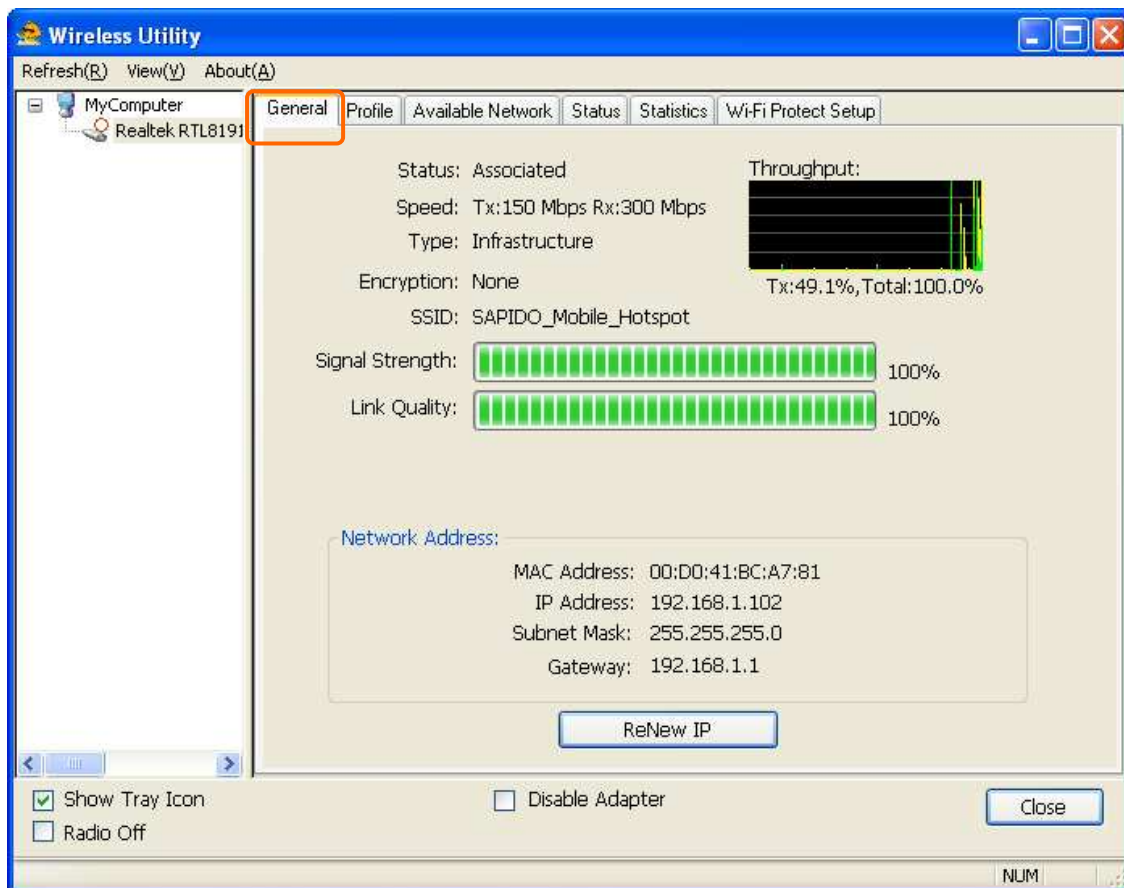 Wireless Utility
Refresh(R) View(V) About(A)
MyComputer
Realtek RTL8191
General Profile Available Network Status Statistics Wi-Fi Protect Setup
Status: Associated
Speed: Tx:150 Mbps Rx:300 Mbps
Type: Infrastructure
Encryption: None
SSID: SAPIDO_Mobile_Hotspot
Throughput:
Tx:49.1%,Total:100.0%
Signal Strength: 100%
Link Quality: 100%
Network Address:
MAC Address: 00:D0:41:BC:A7:81
IP Address: 192.168.1.102
Subnet Mask: 255.255.255.0
Gateway: 192.168.1.1
ReNew IP
Show Tray Icon
Radio Off
Disable Adapter
Close
NUM